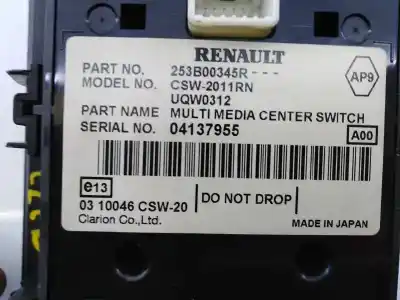 RENAULT
PART NO. 253B00345R - - -
MODEL NO. CSW-2011RN
UQW0312
AP9
PART NAME MULTI MEDIA CENTER SWITCH
SERIAL NO. 04137955
A00
e13
DO NOT DROP
03 10046 CSW-20
Clarion Co.,Ltd.
MADE IN JAPAN